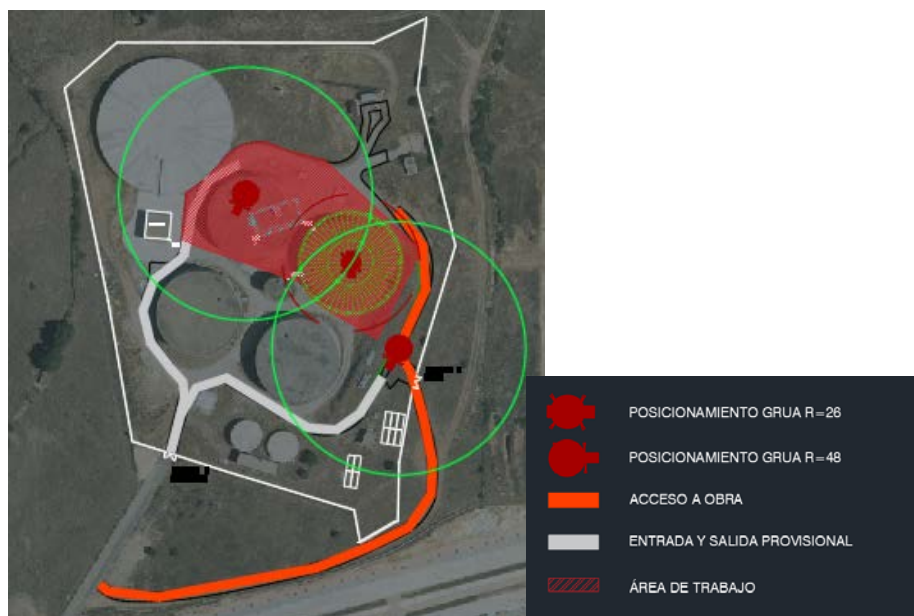 POSICIONAMIENTO GRUA R=26
POSICIONAMIENTO GRUA R=48
ACCESO A OBRA
ENTRADA Y SALIDA PROVISIONAL
ÁREA DE TRABAJO